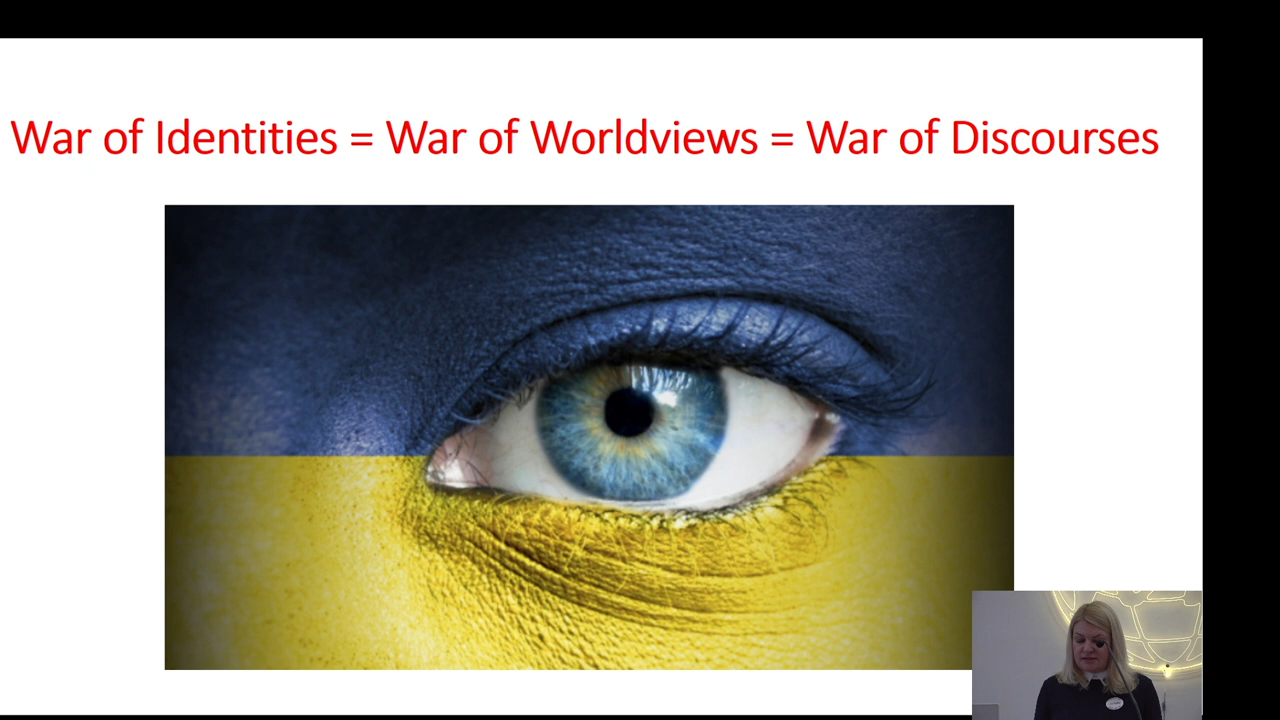 War of Identities = War of Worldviews = War of Discourses